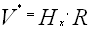 V* = Hₓ · R